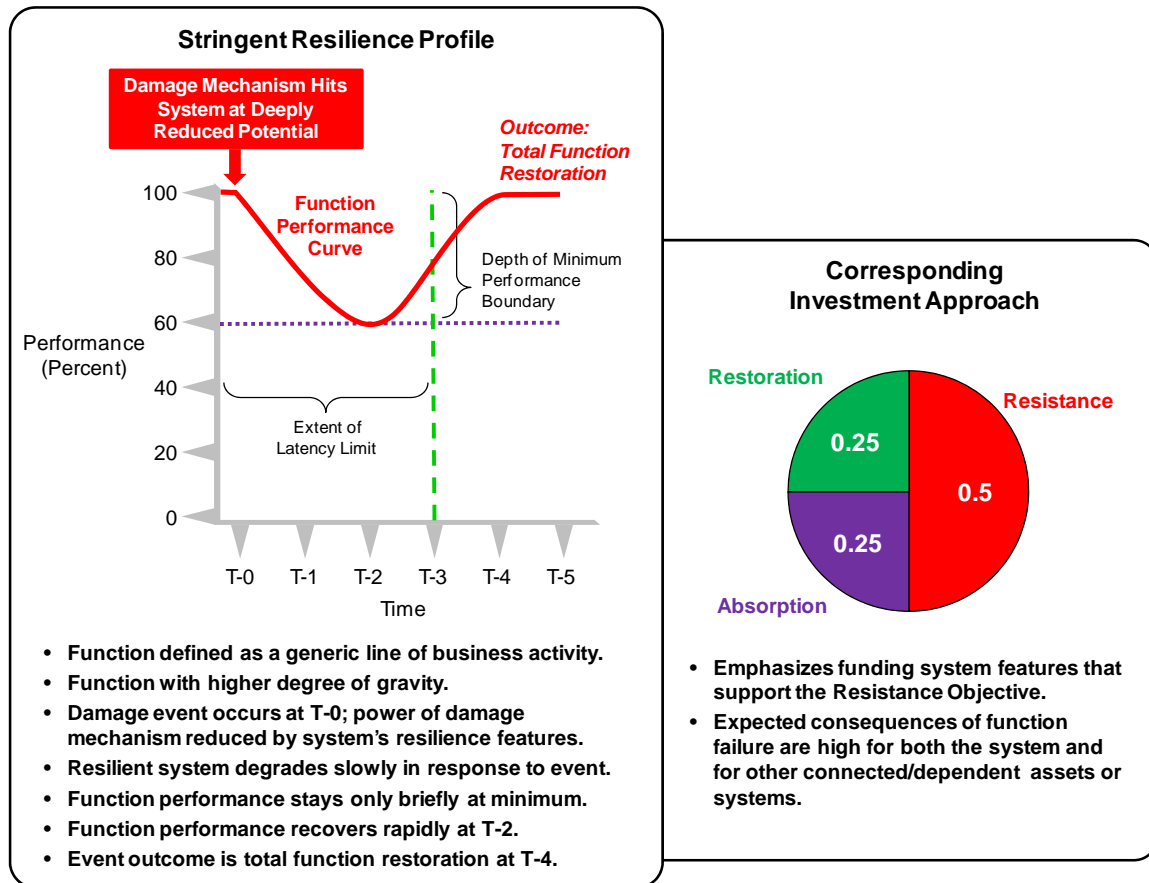 Stringent Resilience Profile
Damage Mechanism Hits
System at Deeply
Reduced Potential
Outcome:
Total Function
Restoration
Function
Performance
Curve
Depth of Minimum
Performance
Boundary
100
80
60
40
20
0
Performance
(Percent)
Extent of
Latency Limit
T-0
T-1
T-2
T-3
T-4
T-5
Time
• Function defined as a generic line of business activity.
• Function with higher degree of gravity.
• Damage event occurs at T-0; power of damage
mechanism reduced by system's resilience features.
• Resilient system degrades slowly in response to event.
• Function performance stays only briefly at minimum.
• Function performance recovers rapidly at T-2.
• Event outcome is total function restoration at T-4.
Corresponding
Investment Approach
Restoration
Resistance
0.25
0.5
0.25
Absorption
• Emphasizes funding system features that
support the Resistance Objective.
• Expected consequences of function
failure are high for both the system and
for other connected/dependent assets or
systems.